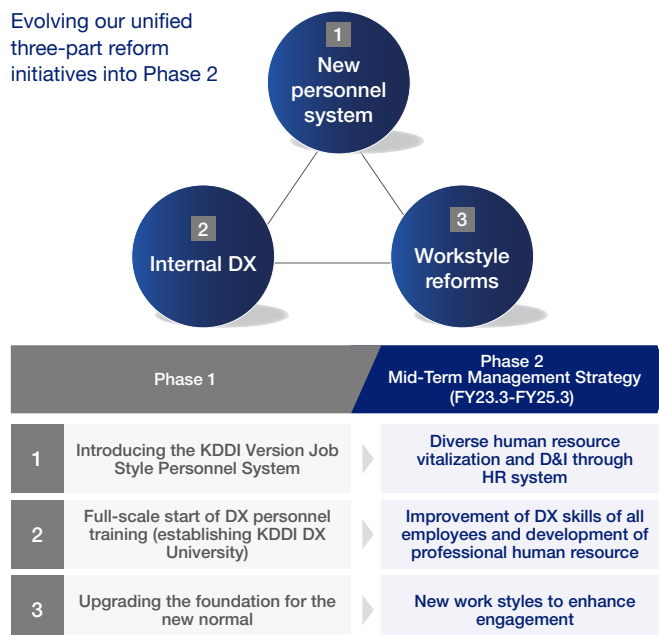 Evolving our unified
three-part reform
initiatives into Phase 2
1
New
personnel
system
2
Internal DX
3
Workstyle
reforms
Phase 1
Phase 2
Mid-Term Management Strategy
(FY23.3-FY25.3)
1
Introducing the KDDI Version Job
Style Personnel System
Diverse human resource
vitalization and D&I through
HR system
2
Full-scale start of DX personnel
training (establishing KDDI DX
University)
Improvement of DX skills of all
employees and development of
professional human resource
3
Upgrading the foundation for the
new normal
New work styles to enhance
engagement